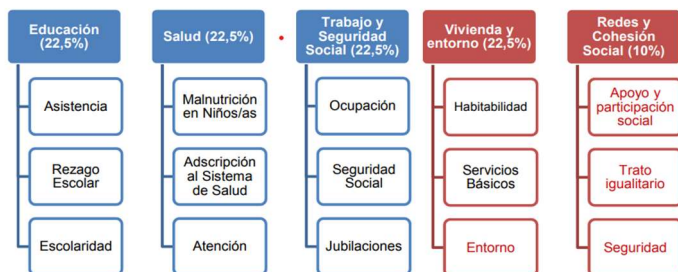 Educación
(22,5%)
Asistencia
Rezago
Escolar
Escolaridad
Salud (22,5%)
Malnutrición
en Niños/as
Adscripción
al Sistema
de Salud
Atención
Trabajo y
Seguridad
Social (22,5%)
Ocupación
Seguridad
Social
Jubilaciones
Vivienda y
entorno (22,5%)
Habitabilidad
Servicios
Básicos
Entorno
Redes y
Cohesión
Social (10%)
Apoyo y
participación
social
Trato
igualitario
Seguridad